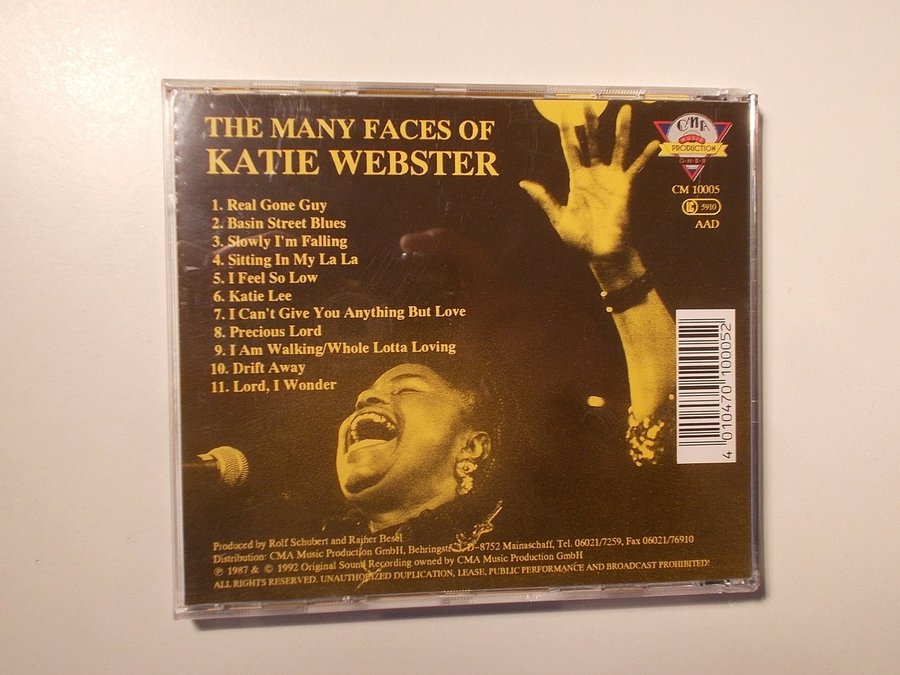 THE MANY FACES OF
KATIE WEBSTER
1. Real Gone Guy
2. Basin Street Blues
3. Slowly I'm Falling
4. Sitting In My La La
5. I Feel So Low
6. Katie Lee
7. I Can't Give You Anything But Love
8. Precious Lord
9. I Am Walking/Whole Lotta Loving
10. Drift Away
11. Lord, I Wonder
CMA
MUSIC
PRODUCTION
G·M·B·H
CM 10005
LC 5910
AAD
4 010470 100052
Produced by Rolf Schubert and Rainer Besel
Distribution: CMA Music Production GmbH, Behringstr. 3, D-8752 Mainaschaff, Tel. 06021/7259, Fax 06021/76910
℗ 1987 & © 1992 Original Sound Recording owned by CMA Music Production GmbH
ALL RIGHTS RESERVED. UNAUTHORIZED DUPLICATION, LEASE, PUBLIC PERFORMANCE AND BROADCAST PROHIBITED!